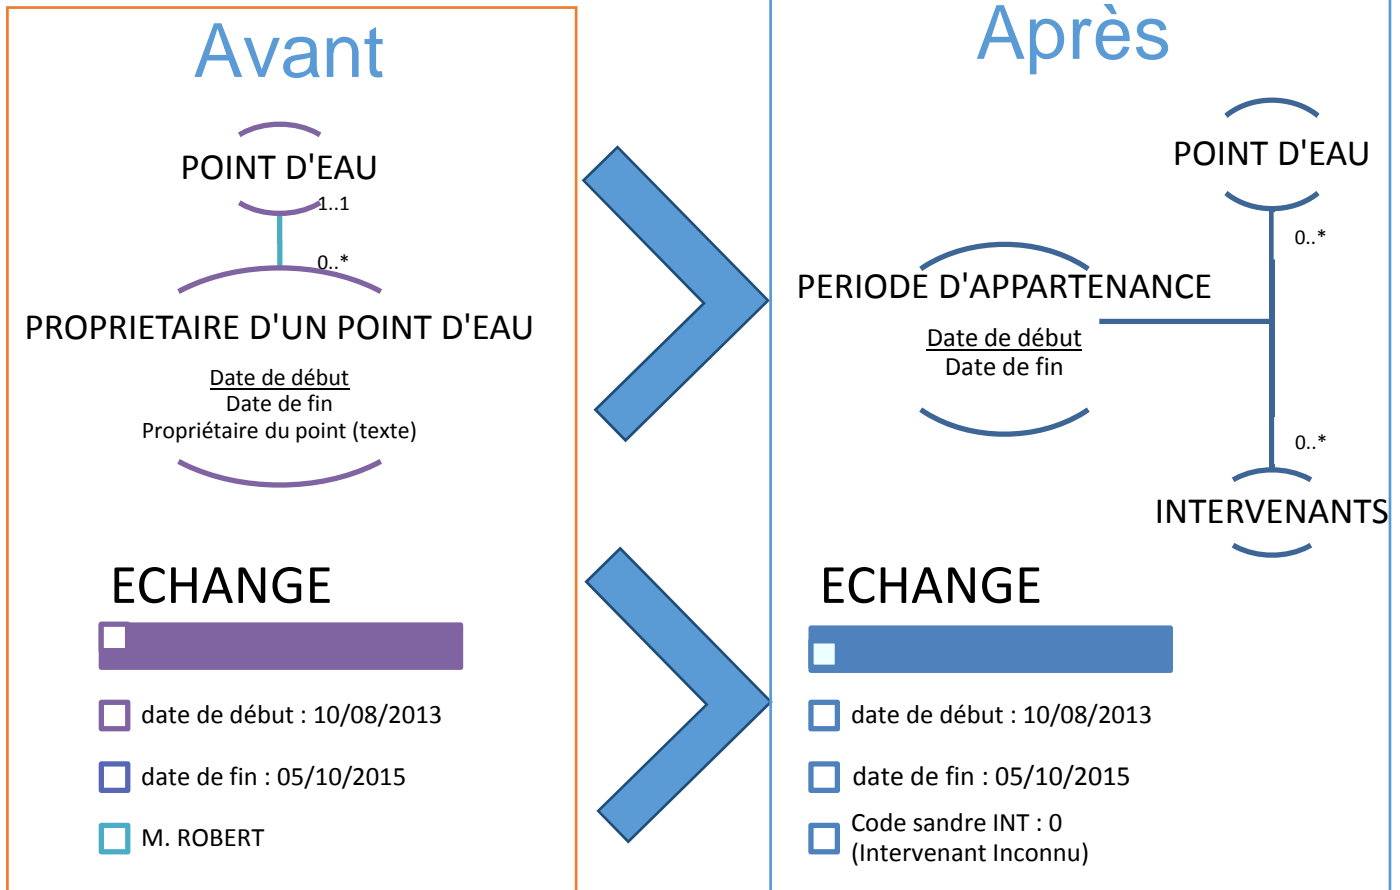 Avant
POINT D'EAU
1..1
0..*
PROPRIETAIRE D'UN POINT D'EAU
Date de début
Date de fin
Propriétaire du point (texte)
ECHANGE
date de début : 10/08/2013
date de fin : 05/10/2015
M. ROBERT
Après
POINT D'EAU
0..*
PERIODE D'APPARTENANCE
Date de début
Date de fin
0..*
INTERVENANTS
ECHANGE
date de début : 10/08/2013
date de fin : 05/10/2015
Code sandre INT : 0
(Intervenant Inconnu)